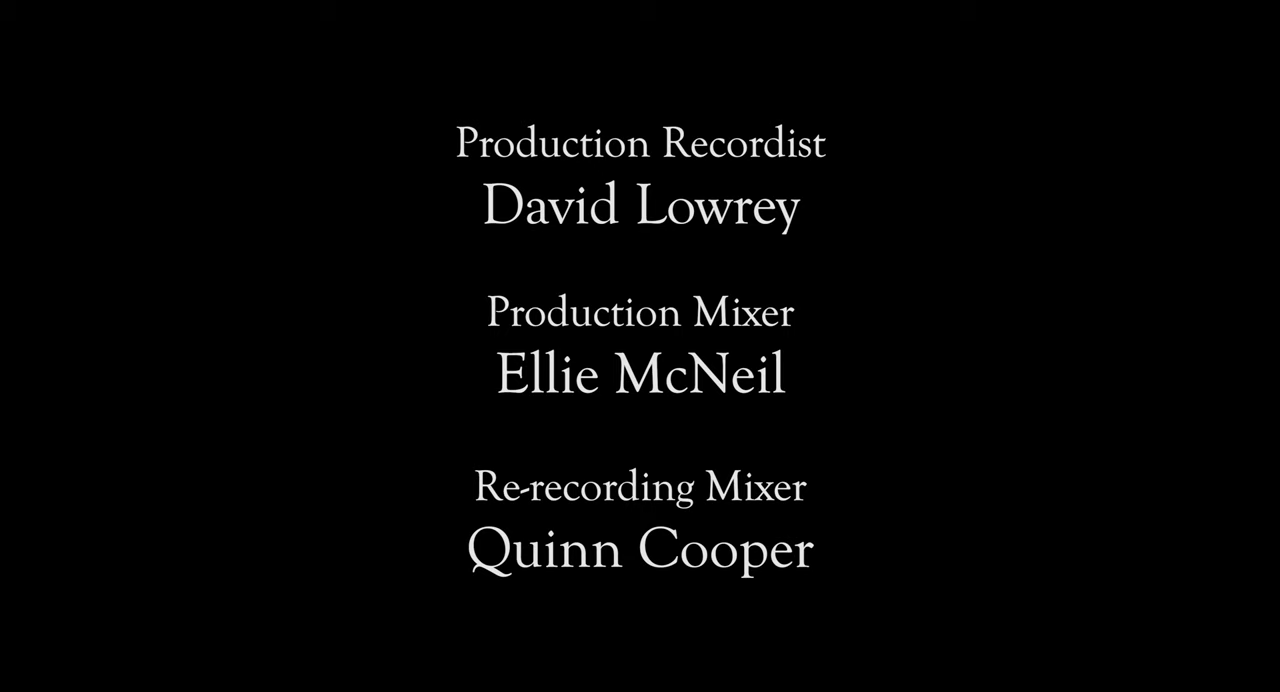 Production Recordist
David Lowrey
Production Mixer
Ellie McNeil
Re-recording Mixer
Quinn Cooper